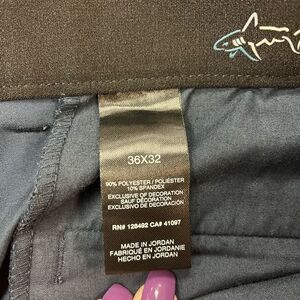 36X32
90% POLYESTER / POLIÉSTER
10% SPANDEX
EXCLUSIVE OF DECORATION
SAUF DECORATION
EXCLUSIVO DE DECORACIÓN
RN# 128492 CA# 41097
MADE IN JORDAN
FABRIQUÉ EN JORDANIE
HECHO EN JORDAN